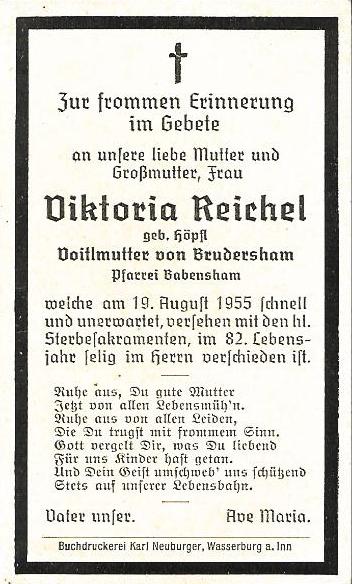 Zur frommen Erinnerung
im Gebete
an unsere liebe Mutter und
Großmutter, Frau
Viktoria Reichel
geb. Höpfl
Voitlmutter von Brudersham
Pfarrei Babensham
welche am 19. August 1955 schnell
und unerwartet, versehen mit den hl.
Sterbesakramenten, im 82. Lebens-
jahr selig im Herrn verschieden ist.
Ruhe aus, Du gute Mutter
Jetzt von allen Lebensmüh'n.
Ruhe aus von allen Leiden,
Die Du trugst mit frommem Sinn.
Gott vergelt Dir, was Du liebend
Für uns Kinder hast getan.
Und Dein Geist umschweb' uns schützend
Stets auf unserer Lebensbahn.
Vater unser. Ave Maria.
Buchdruckerei Karl Neuburger, Wasserburg a. Inn